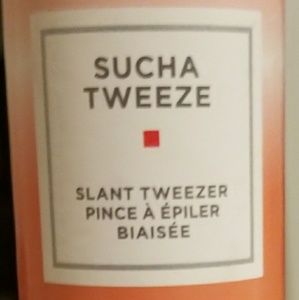 SUCHA
TWEEZE
SLANT TWEEZER
PINCE À ÉPILER
BIAISÉE